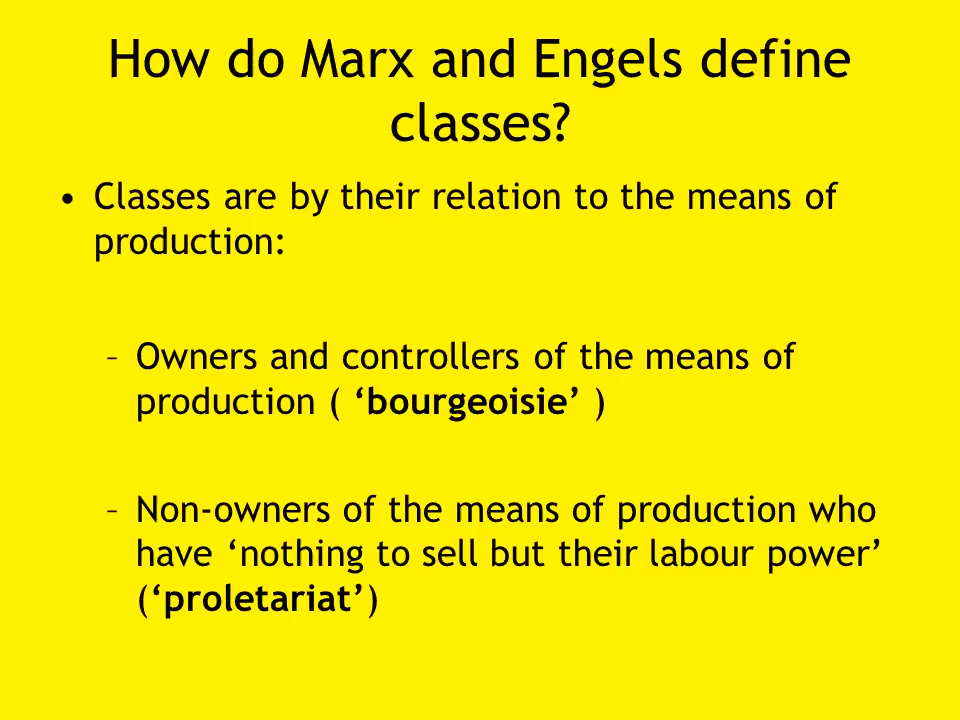 How do Marx and Engels define
classes?
• Classes are by their relation to the means of
production:
– Owners and controllers of the means of
production ( ‘bourgeoisie’ )
– Non-owners of the means of production who
have ‘nothing to sell but their labour power’
(‘proletariat’)